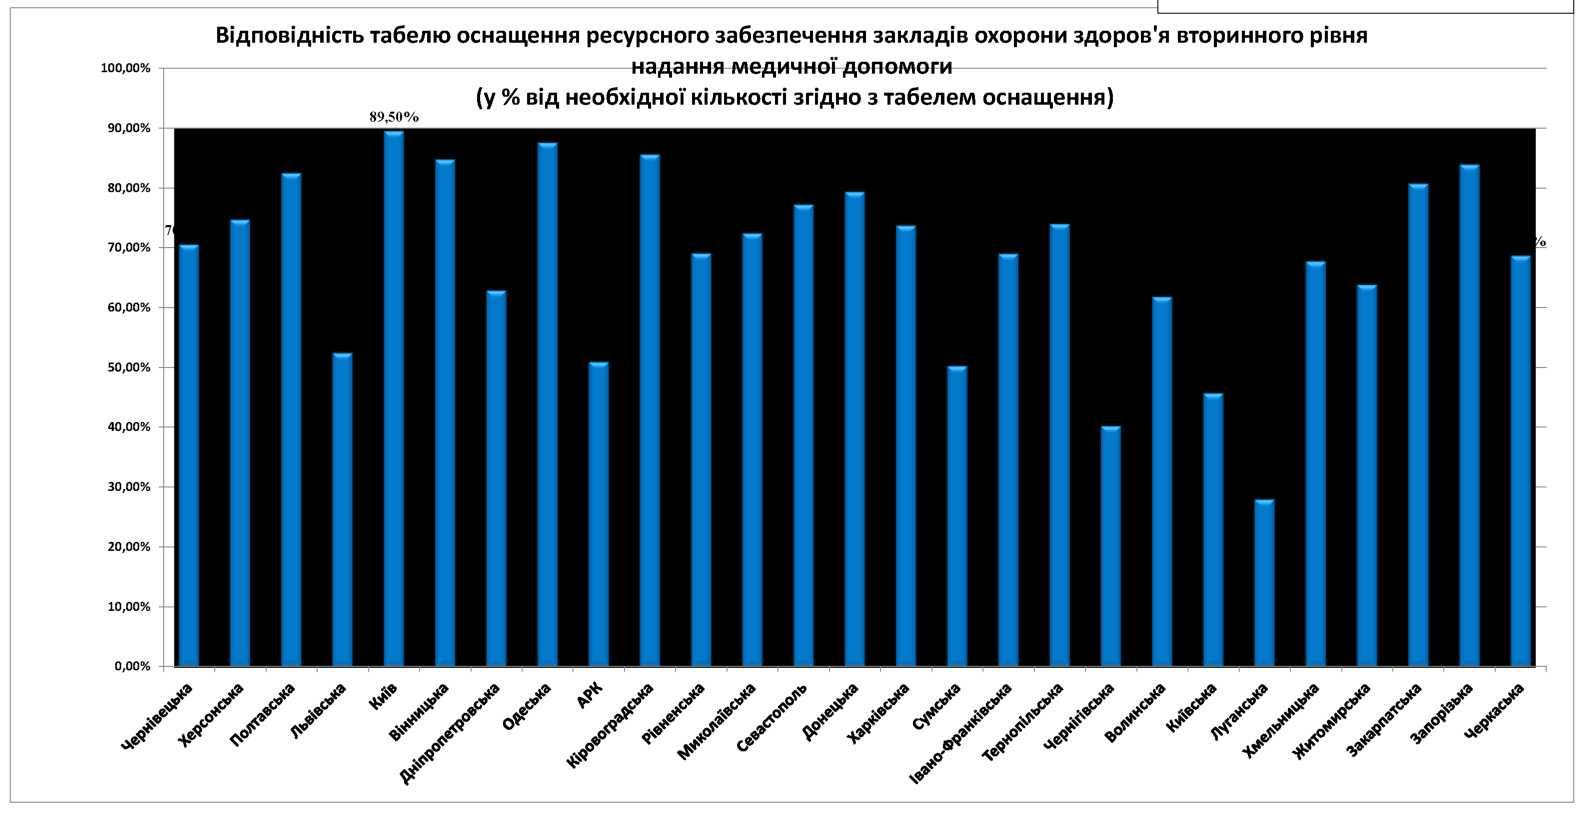 Відповідність табелю оснащення ресурсного забезпечення закладів охорони здоров'я вторинного рівня
надання медичної допомоги
(у % від необхідної кількості згідно з табелем оснащення)
100,00%
90,00%
80,00%
70,00%
60,00%
50,00%
40,00%
30,00%
20,00%
10,00%
0,00%
89,50%
Чернівецька
Херсонська
Полтавська
Львівська
Київ
Вінницька
Дніпропетровська
Одеська
АРК
Кіровоградська
Рівненська
Миколаївська
Севастополь
Донецька
Харківська
Сумська
Івано-Франківська
Тернопільська
Чернігівська
Волинська
Київська
Луганська
Хмельницька
Житомирська
Закарпатська
Запорізька
Черкаська